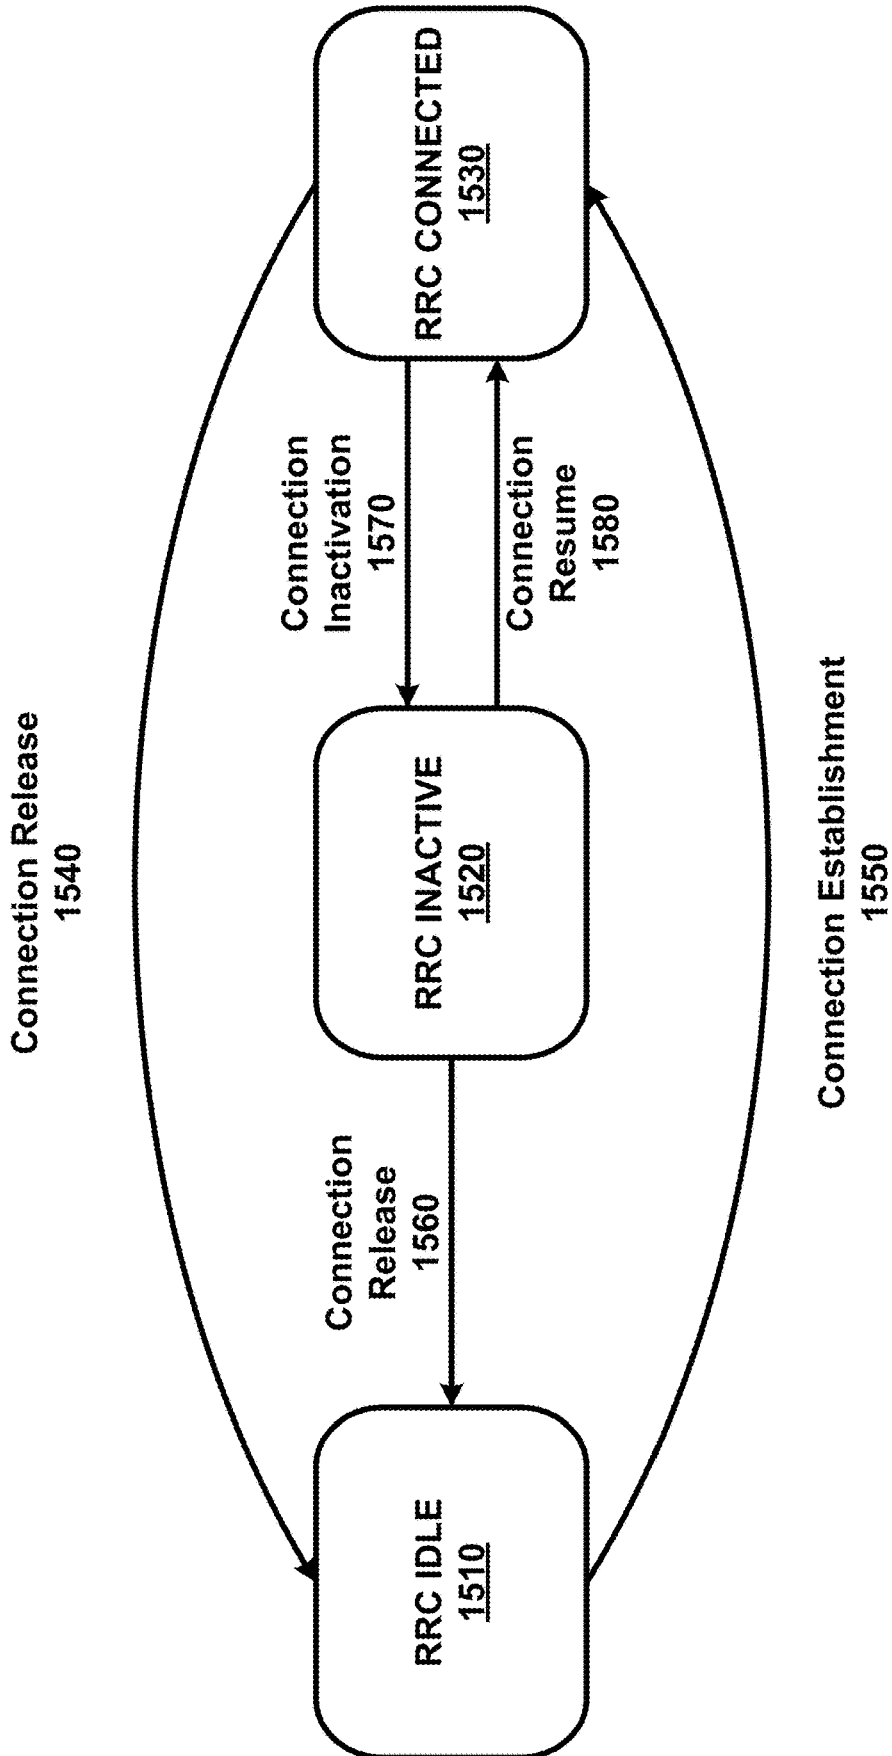 Connection Release
1540
RRC IDLE
1510
Connection
Release
1560
RRC INACTIVE
1520
Connection
Inactivation
1570
Connection
Resume
1580
RRC CONNECTED
1530
Connection Establishment
1550